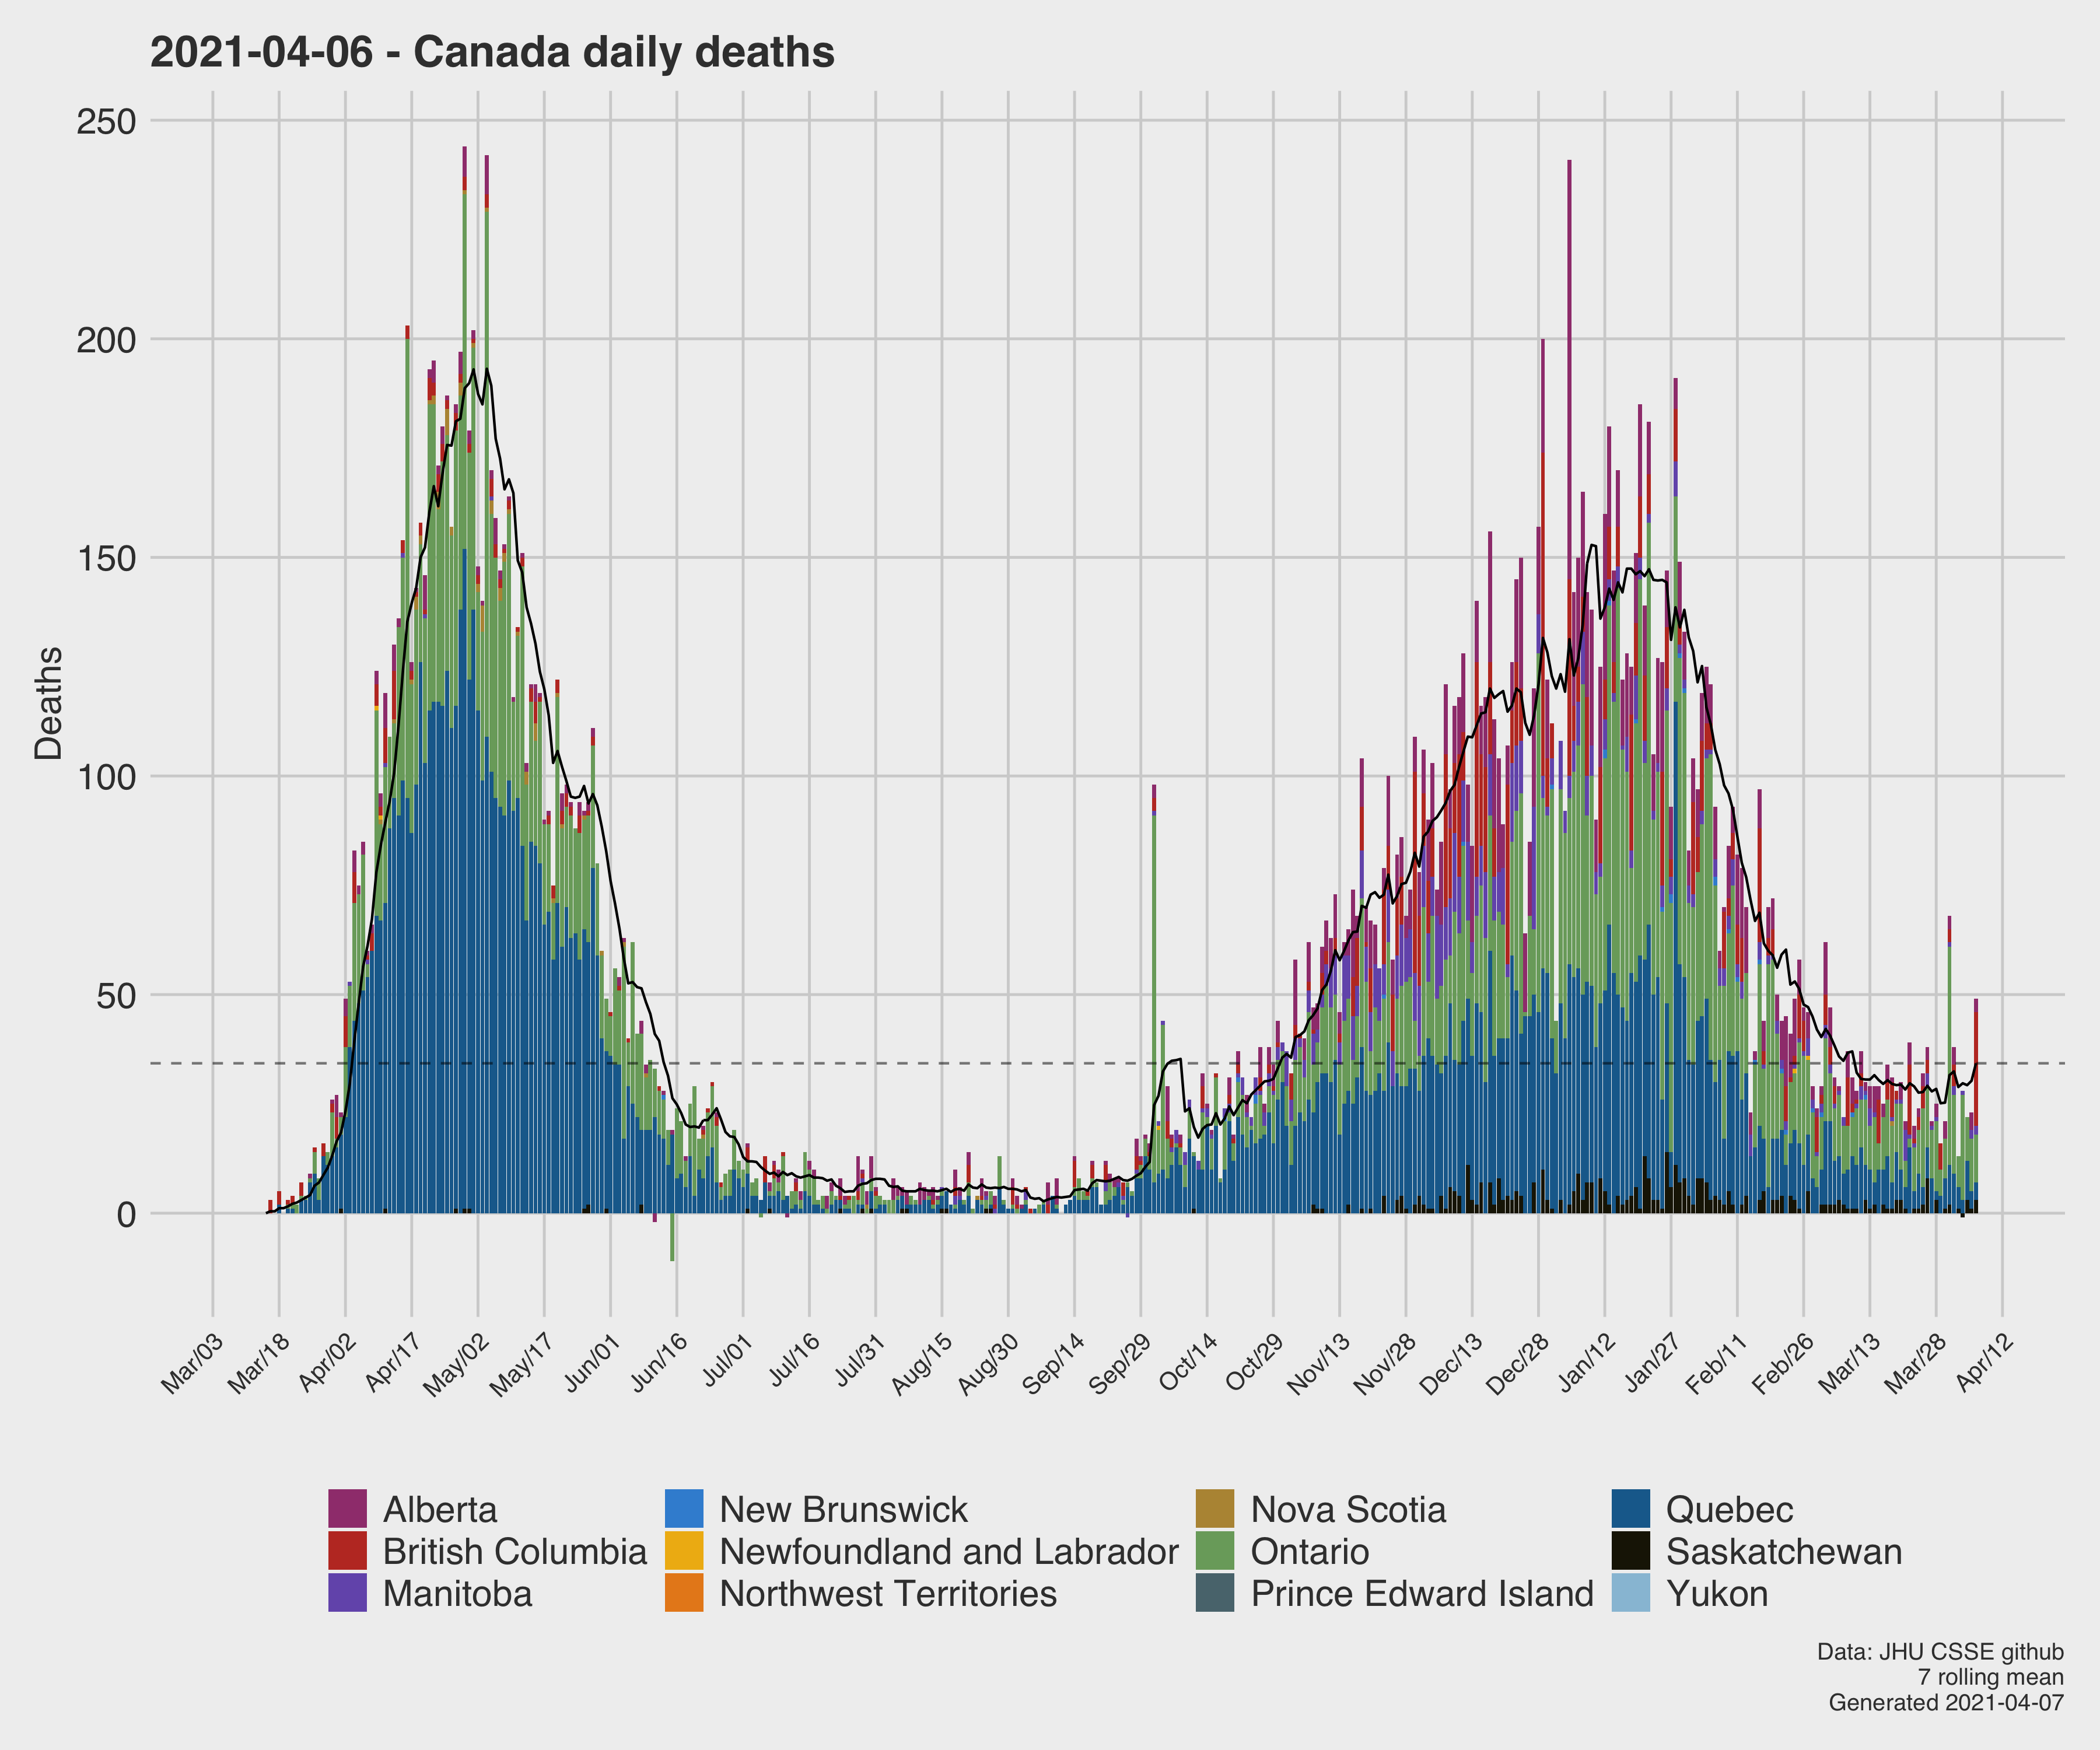 2021-04-06 - Canada daily deaths
250
200
150
100
50
0
Deaths
Mar/03
Mar/18
Apr/02
Apr/17
May/02
May/17
Jun/01
Jun/16
Jul/01
Jul/16
Jul/31
Aug/15
Aug/30
Sep/14
Sep/29
Oct/14
Oct/29
Nov/13
Nov/28
Dec/13
Dec/28
Jan/12
Jan/27
Feb/11
Feb/26
Mar/13
Mar/28
Apr/12
Alberta
British Columbia
Manitoba
New Brunswick
Newfoundland and Labrador
Northwest Territories
Nova Scotia
Ontario
Prince Edward Island
Quebec
Saskatchewan
Yukon
Data: JHU CSSE github
7 rolling mean
Generated 2021-04-07